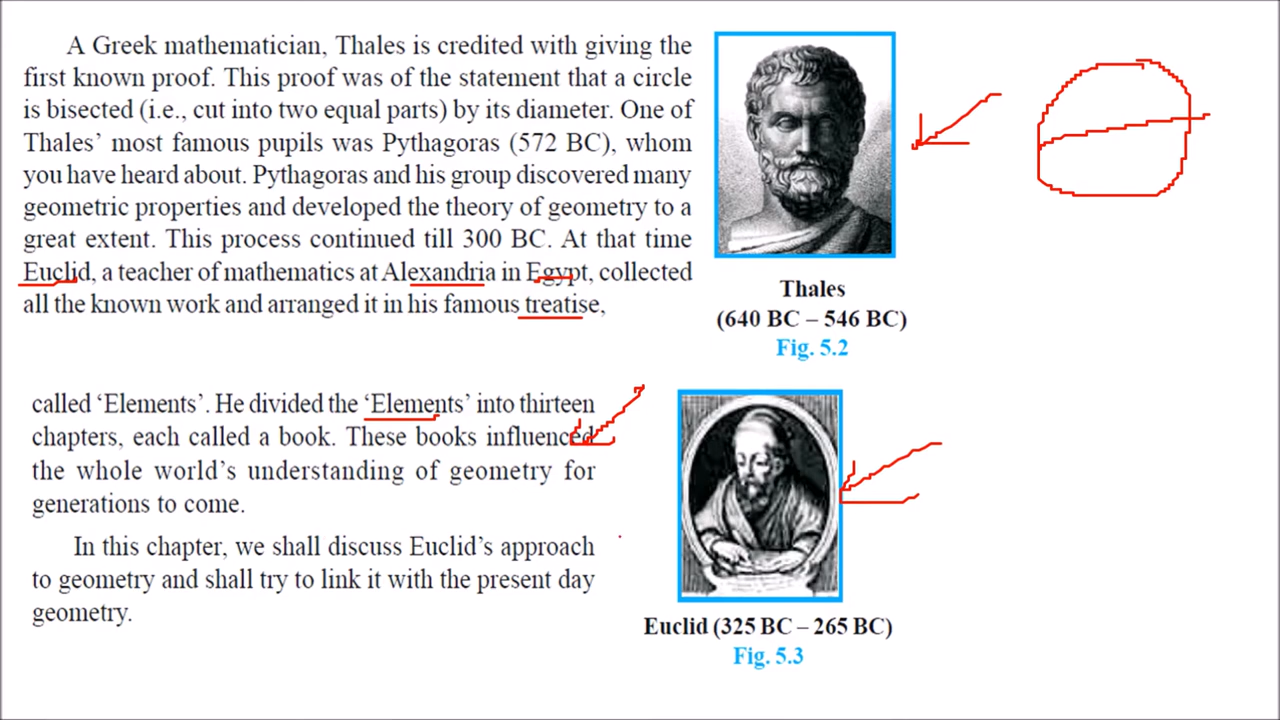 A Greek mathematician, Thales is credited with giving the
first known proof. This proof was of the statement that a circle
is bisected (i.e., cut into two equal parts) by its diameter. One of
Thales’ most famous pupils was Pythagoras (572 BC), whom
you have heard about. Pythagoras and his group discovered many
geometric properties and developed the theory of geometry to a
great extent. This process continued till 300 BC. At that time
Euclid, a teacher of mathematics at Alexandria in Egypt, collected
all the known work and arranged it in his famous treatise,
Thales
(640 BC – 546 BC)
Fig. 5.2
called ‘Elements’. He divided the ‘Elements’ into thirteen
chapters, each called a book. These books influenced
the whole world’s understanding of geometry for
generations to come.
In this chapter, we shall discuss Euclid’s approach
to geometry and shall try to link it with the present day
geometry.
Euclid (325 BC – 265 BC)
Fig. 5.3